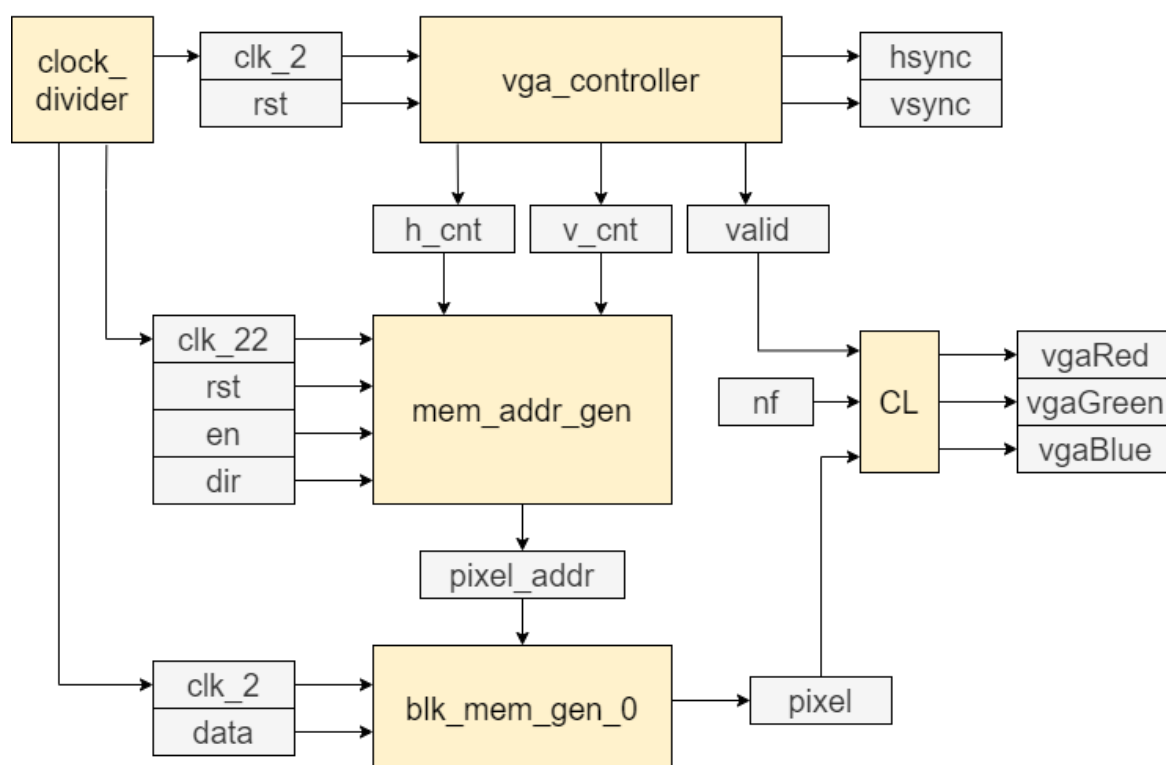 clock_
divider
clk_2
rst
vga_controller
hsync
vsync
h_cnt
v_cnt
valid
clk_22
rst
en
dir
mem_addr_gen
nf
CL
vgaRed
vgaGreen
vgaBlue
pixel_addr
clk_2
data
blk_mem_gen_0
pixel